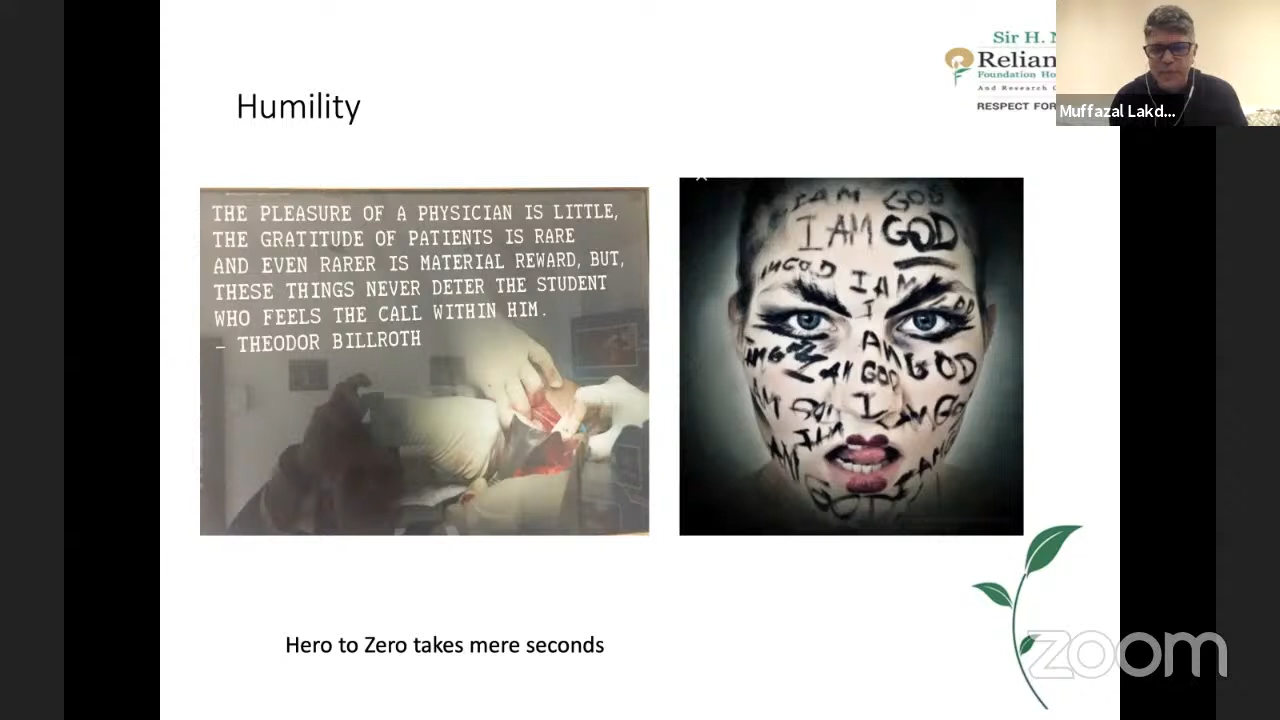 Humility
Sir H. N
Relian
Foundation Ho
And Research C
RESPECT FOR
Muffazal Lakd...
THE PLEASURE OF A PHYSICIAN IS LITTLE,
THE GRATITUDE OF PATIENTS IS RARE
AND EVEN RARER IS MATERIAL REWARD, BUT,
THESE THINGS NEVER DETER THE STUDENT
WHO FEELS THE CALL WITHIN HIM.
– THEODOR BILLROTH
I AM GOD
I AM GOD
I AM
I
AM GOD
GOD
I
GOD
Hero to Zero takes mere seconds
zoom